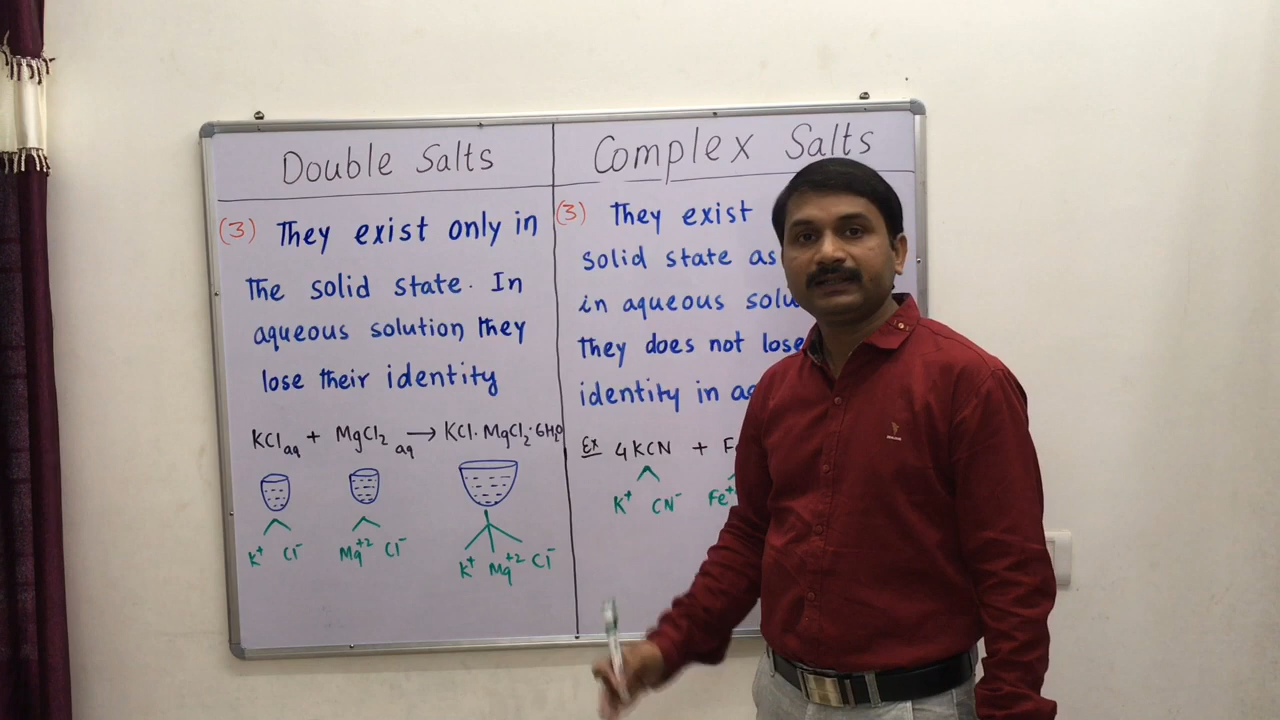 Double Salts
(3) They exist only in
the solid state. In
aqueous solution, they
lose their identity
KCl aq + MgCl2 aq → KCl·MgCl2·6H2O
K+ Cl- Mg+2 Cl- K+ Mg+2 Cl-
Complex Salts
(3) They exist
solid state as
in aqueous
they does not lose
identity in
Ex 4KCN +
K+ CN-